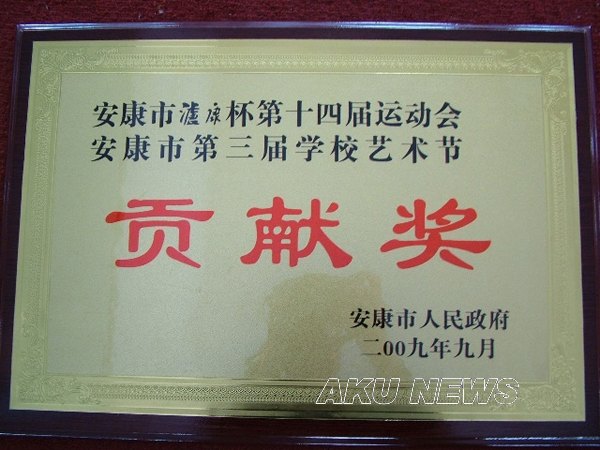 安康市泸康杯第十四届运动会
安康市第三届学校艺术节
贡献奖
安康市人民政府
二00九年九月
AKU NEWS